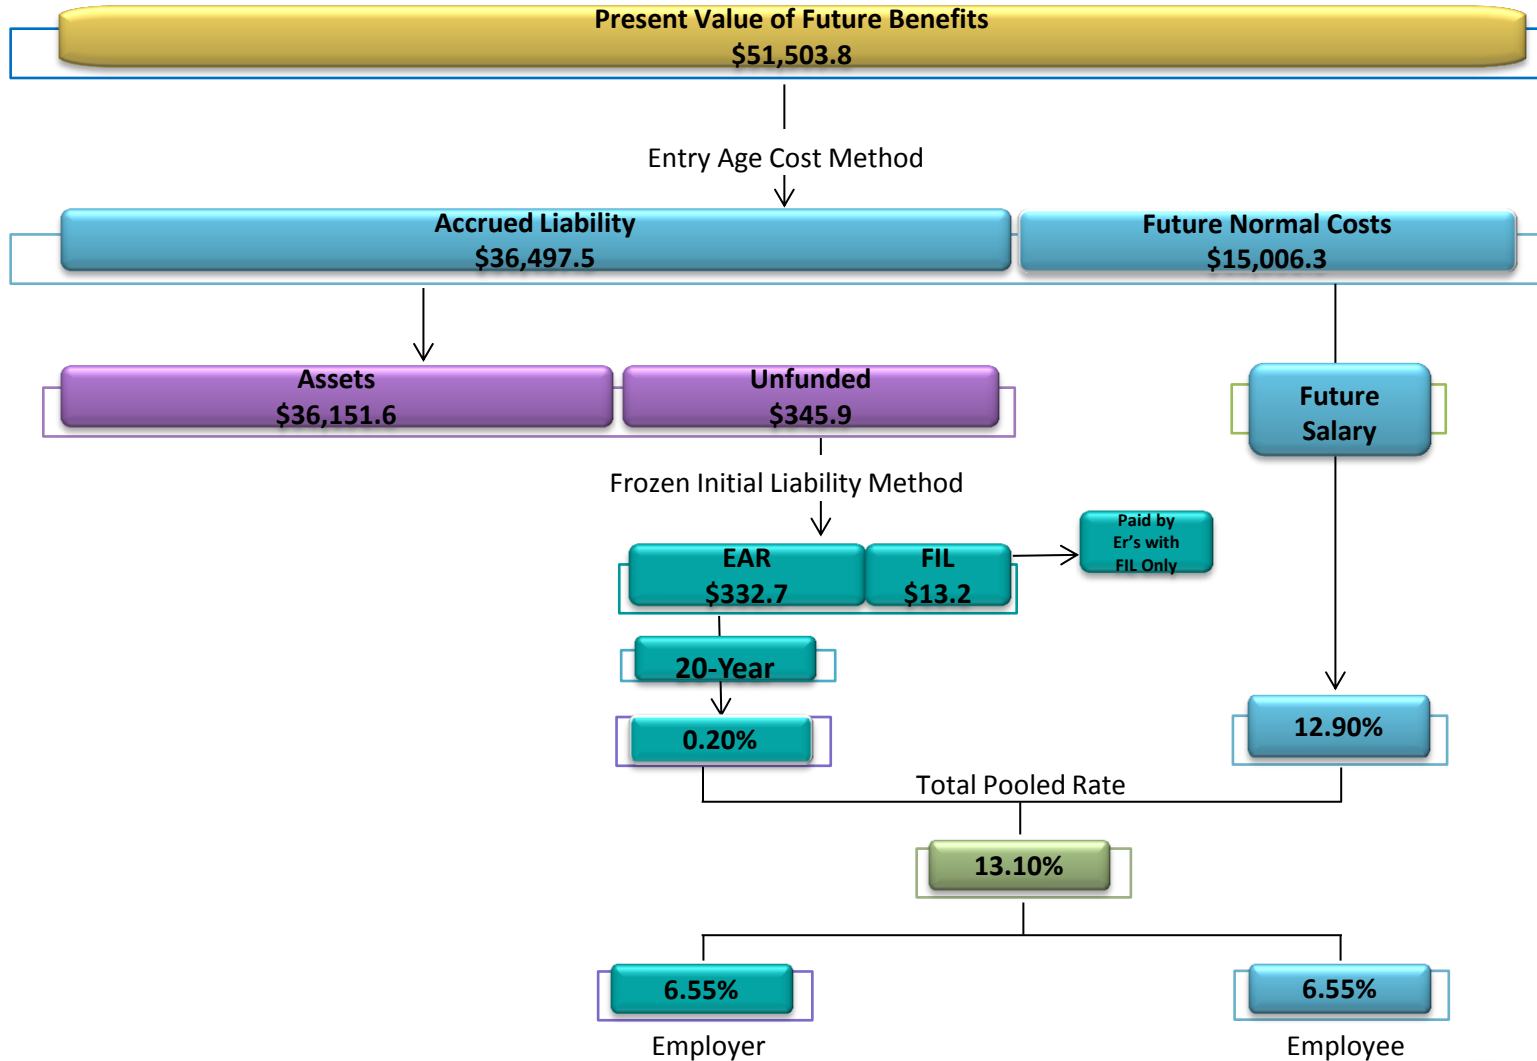 Present Value of Future Benefits
$51,503.8
Entry Age Cost Method
Accrued Liability
$36,497.5
Future Normal Costs
$15,006.3
Assets
$36,151.6
Unfunded
$345.9
Future
Salary
Frozen Initial Liability Method
EAR
$332.7
FIL
$13.2
Paid by
Er's with
FIL Only
20-Year
0.20%
12.90%
Total Pooled Rate
13.10%
6.55%
Employer
6.55%
Employee